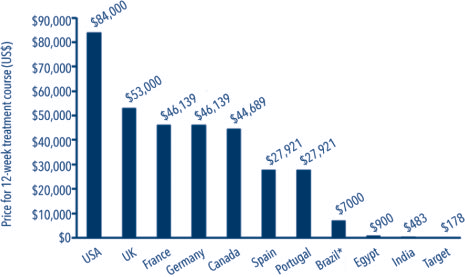 Price for 12-week treatment course (US$)
$90,000
$80,000
$70,000
$60,000
$50,000
$40,000
$30,000
$20,000
$10,000
$0
$84,000
$53,000
$46,139
$46,139
$44,689
$27,921
$27,921
$7000
$900
$483
$178
USA
UK
France
Germany
Canada
Spain
Portugal
Brazil*
Egypt
India
Target